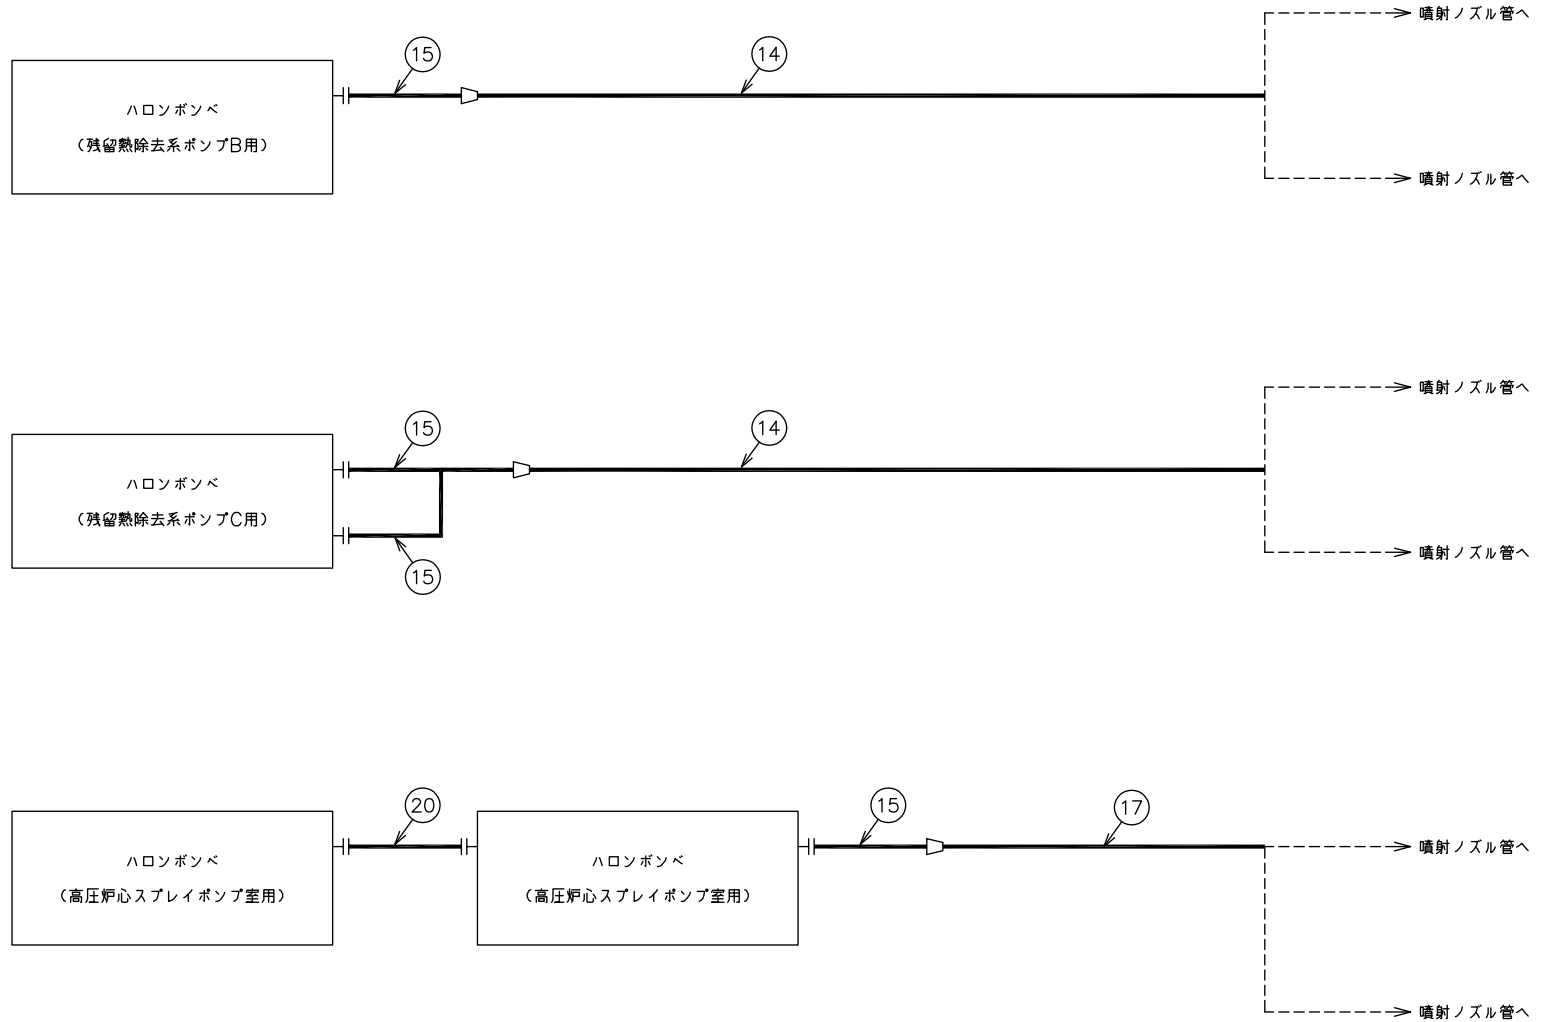 噴射ノズル管へ
15
14
ハロンボンベ
(残留熱除去系ポンプB用)
噴射ノズル管へ
噴射ノズル管へ
15
14
ハロンボンベ
(残留熱除去系ポンプC用)
噴射ノズル管へ
15
20
15
17
ハロンボンベ
ハロンボンベ
噴射ノズル管へ
(高圧炉心スプレイポンプ室用)
(高圧炉心スプレイポンプ室用)
噴射ノズル管へ